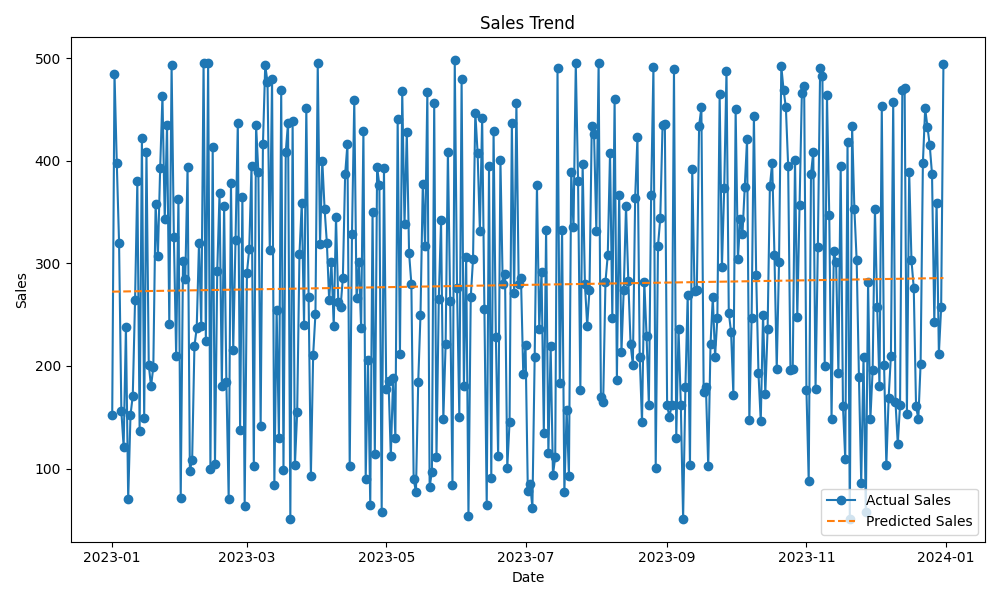 Sales Trend
500
400
300
200
100
Sales
2023-01
2023-03
2023-05
2023-07
2023-09
2023-11
2024-01
Date
Actual Sales
Predicted Sales